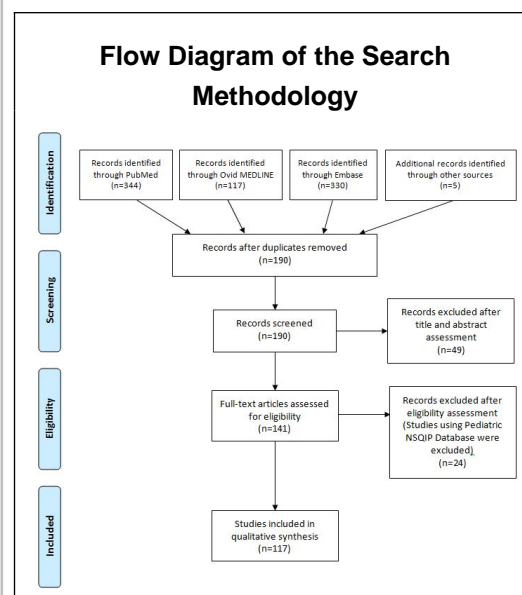 Flow Diagram of the Search
Methodology
Identification
Records identified
through PubMed
(n=344)
Records identified
through Ovid MEDLINE
(n=117)
Records identified
through Embase
(n=330)
Additional records identified
through other sources
(n=5)
Records after duplicates removed
(n=190)
Screening
Records screened
(n=190)
Records excluded after
title and abstract
assessment
(n=49)
Eligibility
Full-text articles assessed
for eligibility
(n=141)
Records excluded after
eligibility assessment
(Studies using Pediatric
NSQIP Database were
excluded)
(n=24)
Included
Studies included in
qualitative synthesis
(n=117)